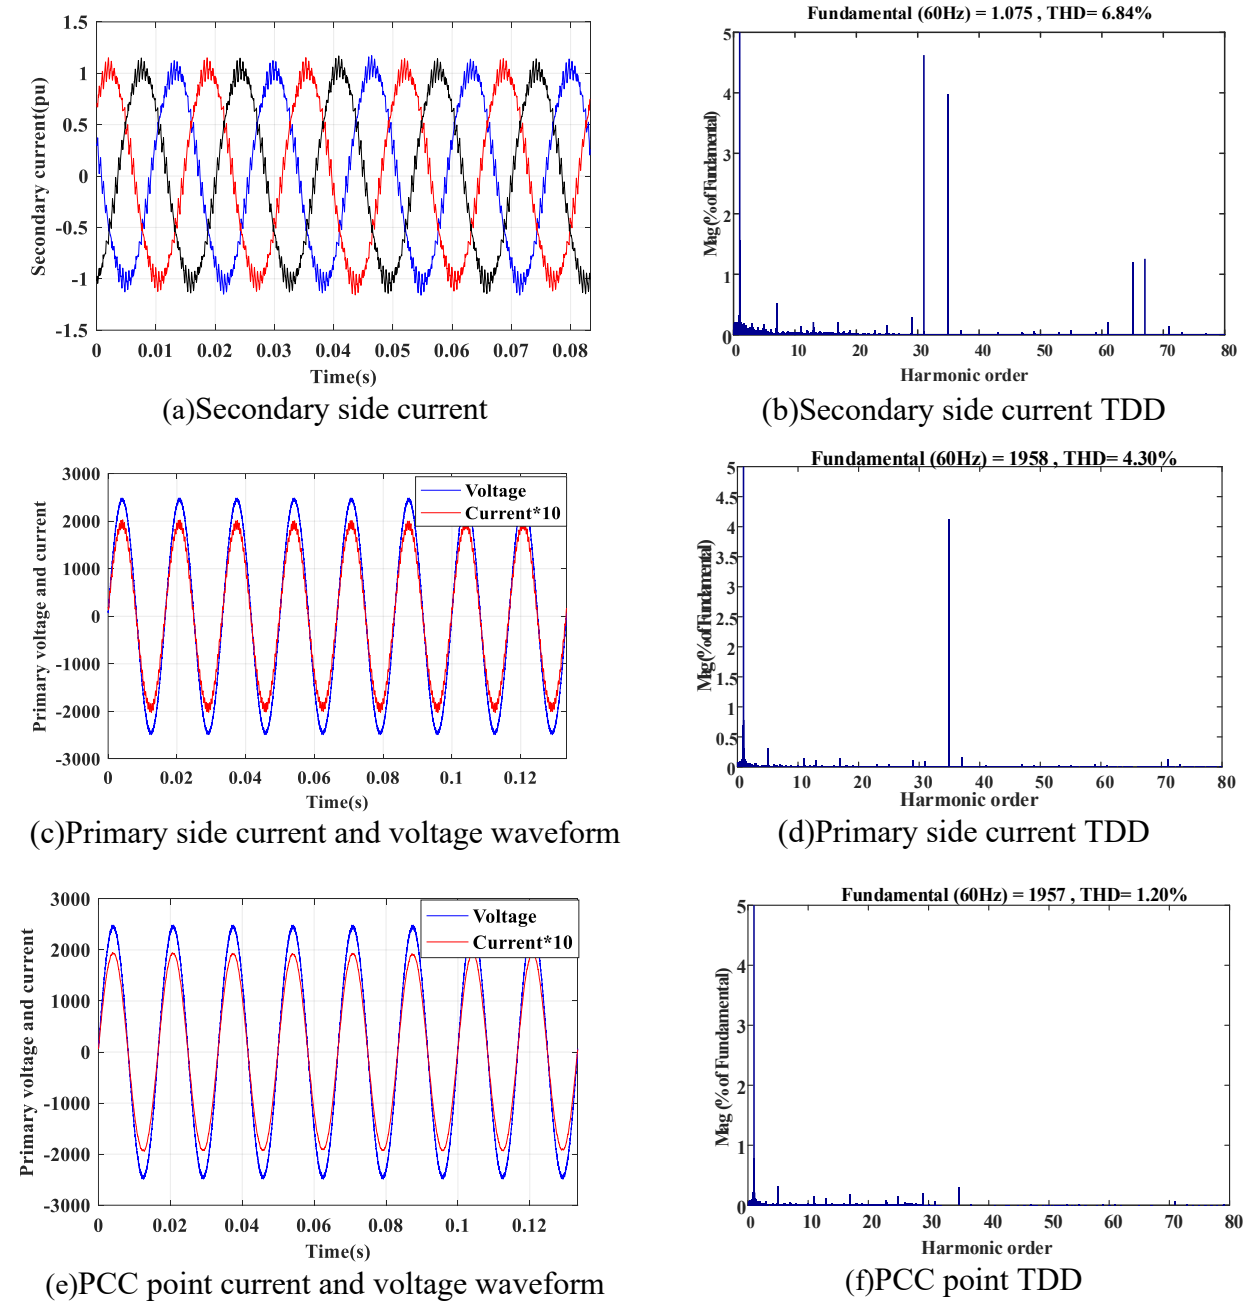 1.5
1
0.5
0
-0.5
-1
-1.5
0 0.01 0.02 0.03 0.04 0.05 0.06 0.07 0.08
Secondary current(pu)
Time(s)
(a)Secondary side current
Fundamental (60Hz) = 1.075 , THD= 6.84%
5
4
3
2
1
0
0 10 20 30 40 50 60 70 80
Mag (% of Fundamental)
Harmonic order
(b)Secondary side current TDD
3000
2000
1000
0
-1000
-2000
-3000
0 0.02 0.04 0.06 0.08 0.1 0.12
Primary voltage and current
Voltage
Current*10
Time(s)
(c)Primary side current and voltage waveform
Fundamental (60Hz) = 1958 , THD= 4.30%
5
4.5
4
3.5
3
2.5
2
1.5
1
0.5
0
0 10 20 30 40 50 60 70 80
Mag (% of Fundamental)
Harmonic order
(d)Primary side current TDD
3000
2000
1000
0
-1000
-2000
-3000
0 0.02 0.04 0.06 0.08 0.1 0.12
Primary voltage and current
Voltage
Current*10
Time(s)
(e)PCC point current and voltage waveform
Fundamental (60Hz) = 1957 , THD= 1.20%
5
4
3
2
1
0
0 10 20 30 40 50 60 70 80
Mag (% of Fundamental)
Harmonic order
(f)PCC point TDD